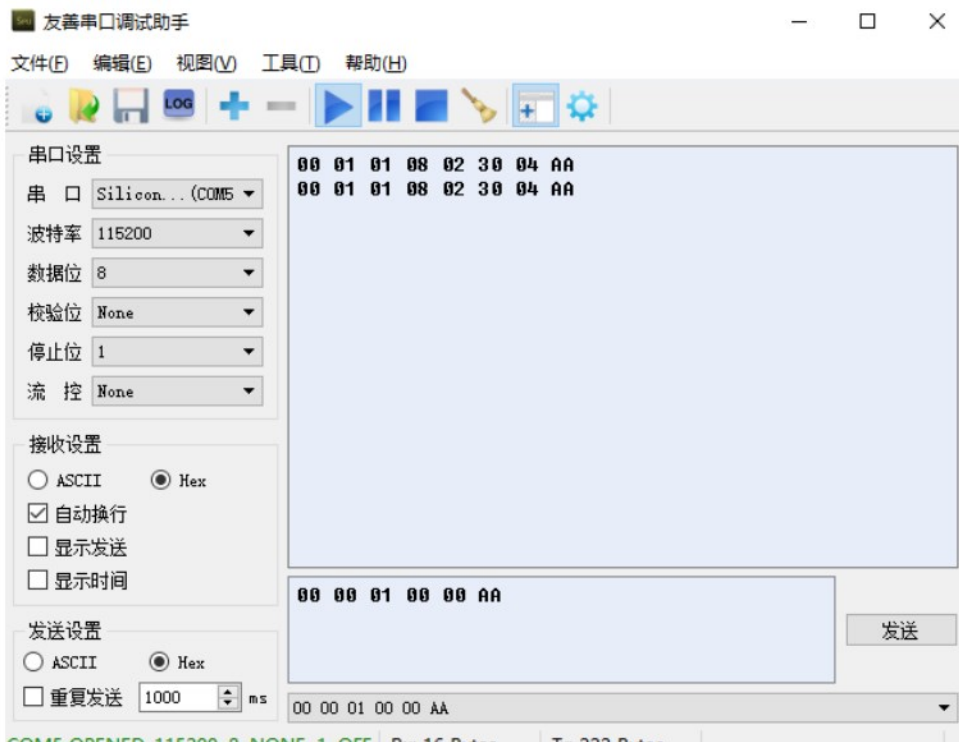 友善串口调试助手
文件(F) 编辑(E) 视图(V) 工具(T) 帮助(H)
LOG
串口设置
串 口 Silicon...(COM5
波特率 115200
数据位 8
校验位 None
停止位 1
流 控 None
接收设置
ASCII Hex
自动换行
显示发送
显示时间
发送设置
ASCII Hex
重复发送 1000 ms
00 01 01 08 02 30 04 AA
00 01 01 08 02 30 04 AA
00 00 01 00 00 AA
发送
00 00 01 00 00 AA